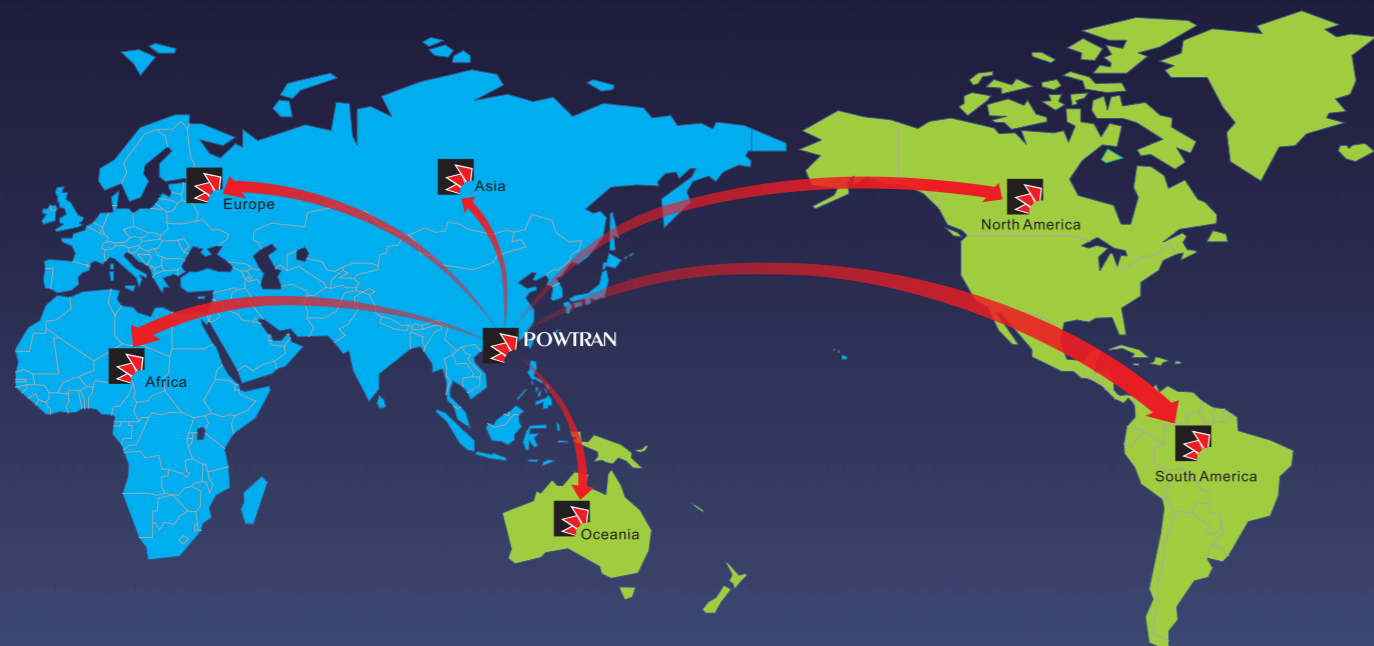 Asia
Europe
North America
POWTRAN
Africa
South America
Oceania